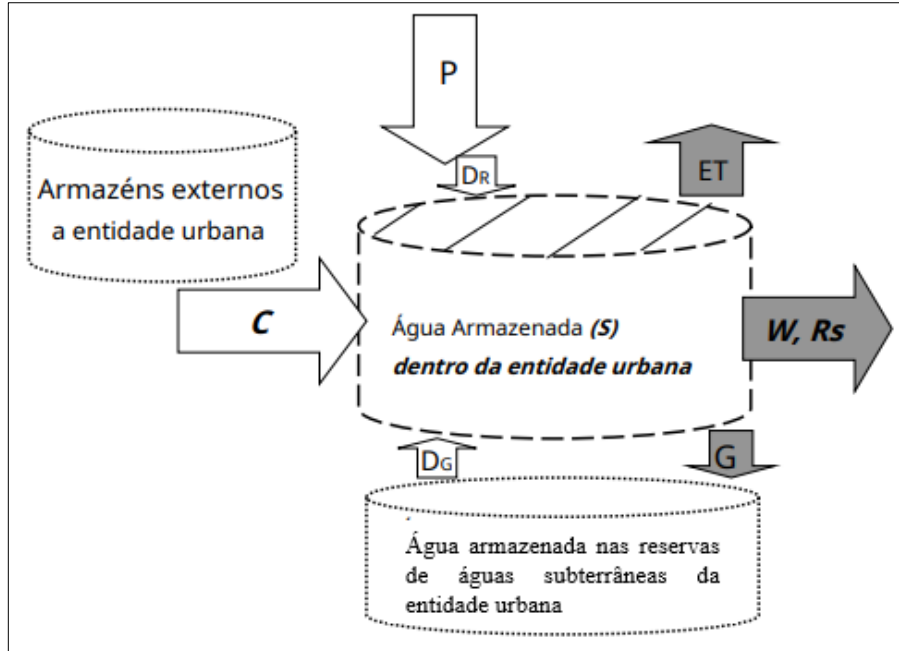 P
DR
ET
Armazéns externos
a entidade urbana
C
Água Armazenada (S)
dentro da entidade urbana
W, Rs
DG
G
Água armazenada nas reservas
de águas subterrâneas da
entidade urbana